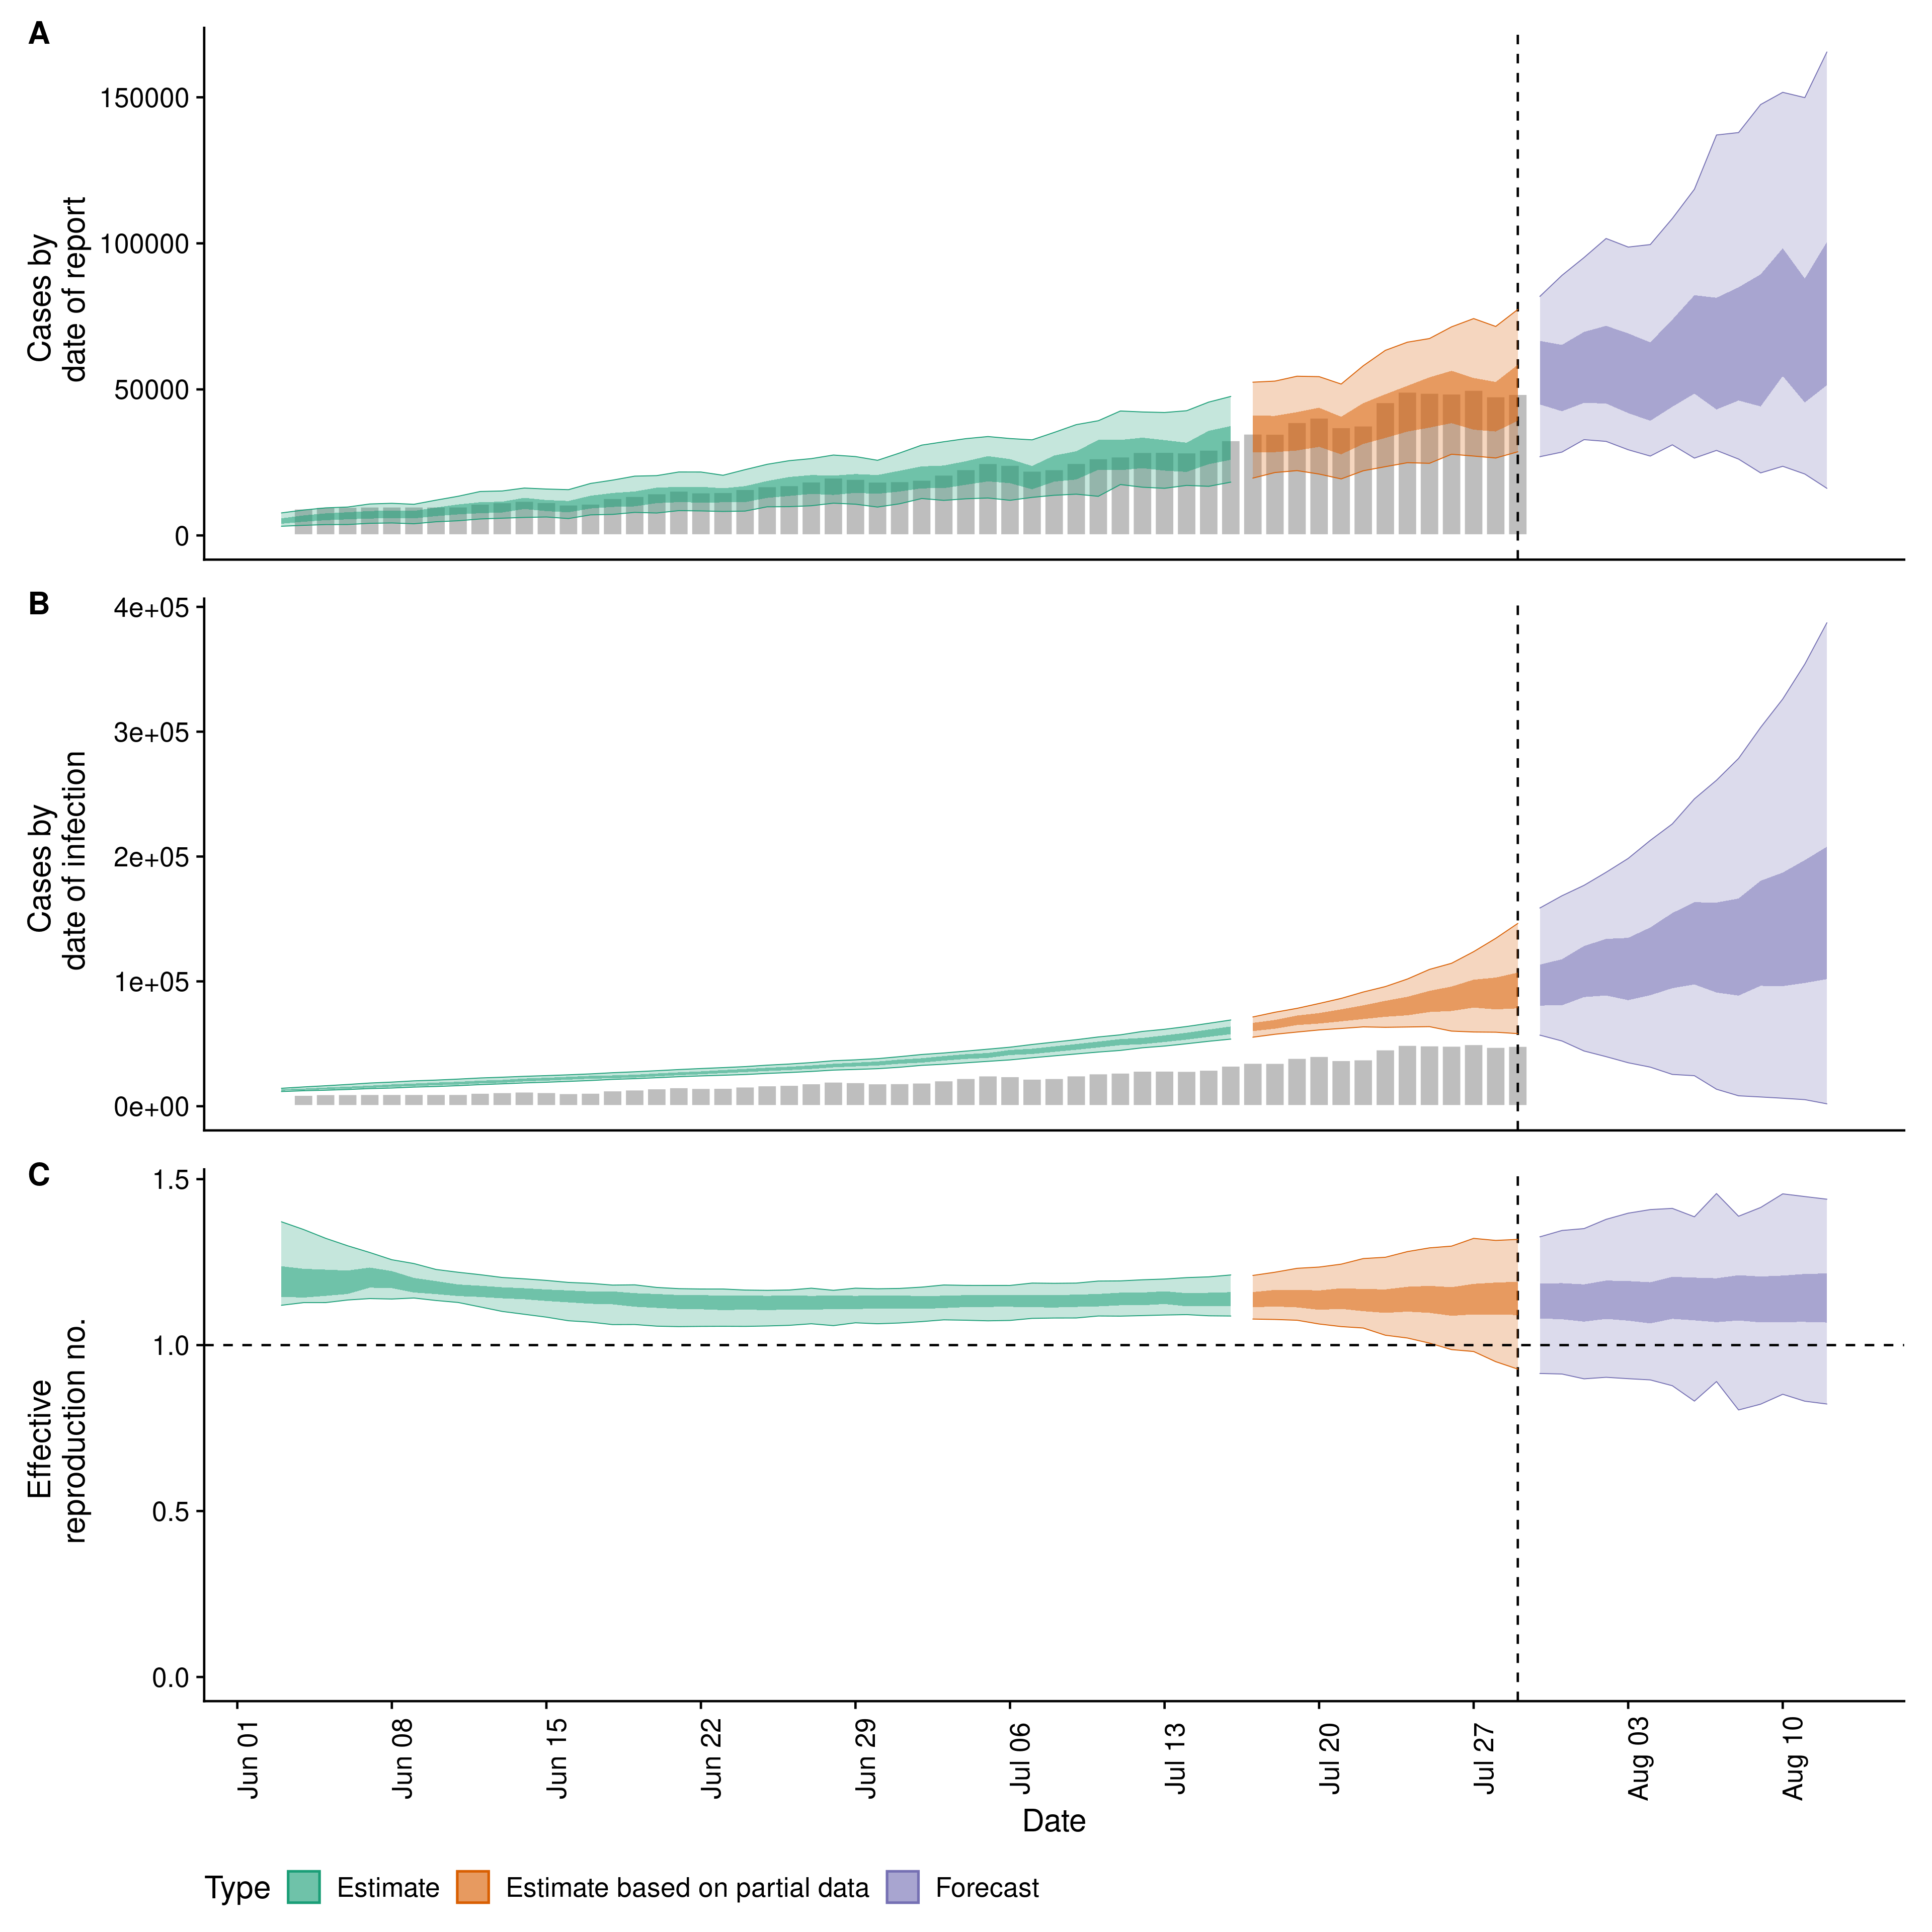 A
Cases by
date of report
150000
100000
50000
0
B
Cases by
date of infection
4e+05
3e+05
2e+05
1e+05
0e+00
C
Effective
reproduction no.
1.5
1.0
0.5
0.0
Jun 01
Jun 08
Jun 15
Jun 22
Jun 29
Jul 06
Jul 13
Jul 20
Jul 27
Aug 03
Aug 10
Date
Type Estimate Estimate based on partial data Forecast